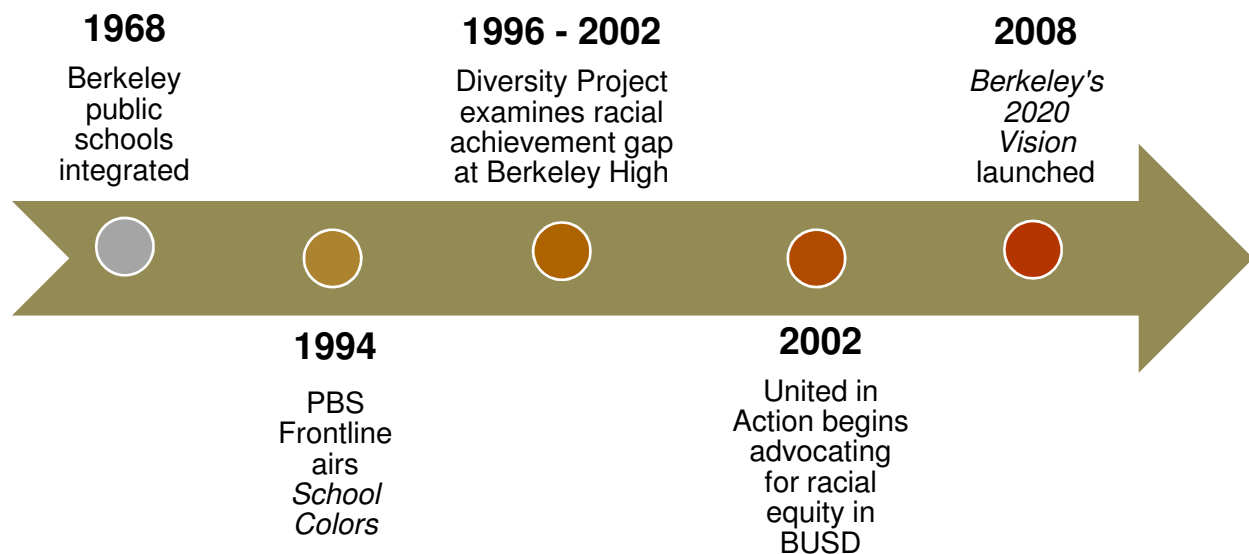 1968
Berkeley
public
schools
integrated
1994
PBS
Frontline
airs
School
Colors
1996 - 2002
Diversity Project
examines racial
achievement gap
at Berkeley High
2002
United in
Action begins
advocating
for racial
equity in
BUSD
2008
Berkeley's
2020
Vision
launched